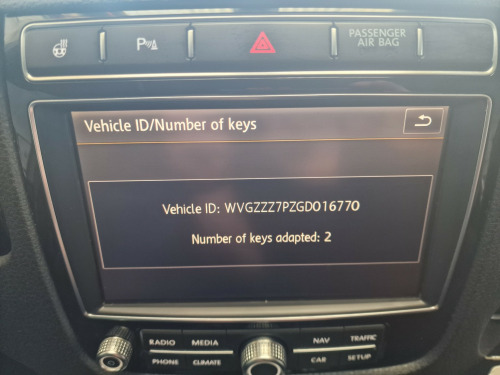 PASSENGER
AIR BAG
Vehicle ID/Number of keys
Vehicle ID: WVGZZZ7PZGD016770
Number of keys adapted: 2
RADIO MEDIA NAV TRAFFIC
PHONE CLIMATE CAR SETUP